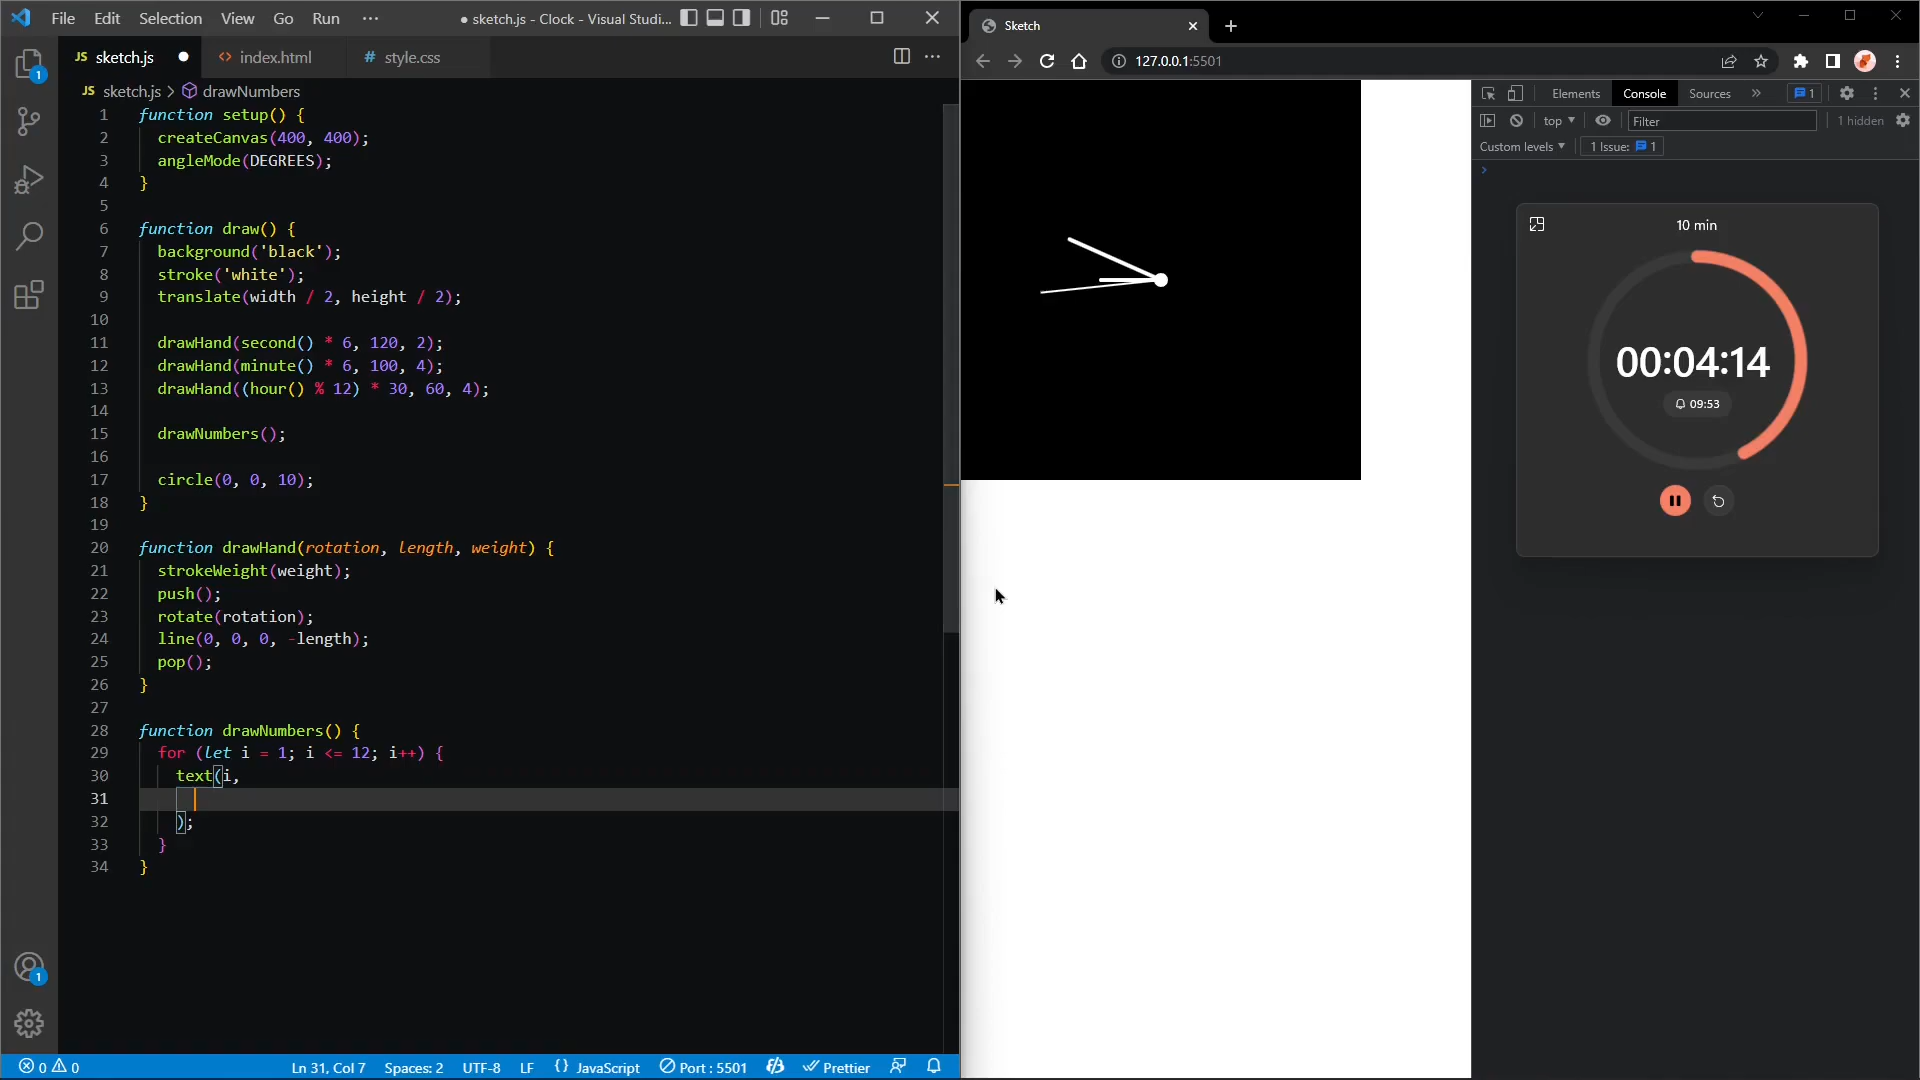 File Edit Selection View Go Run ··· ● sketch.js - Clock - Visual Studi...
JS sketch.js ● <> index.html # style.css ···
JS sketch.js > drawNumbers
1 function setup() {
2 createCanvas(400, 400);
3 angleMode(DEGREES);
4 }
5
6 function draw() {
7 background('black');
8 stroke('white');
9 translate(width / 2, height / 2);
10
11 drawHand(second() * 6, 120, 2);
12 drawHand(minute() * 6, 100, 4);
13 drawHand((hour() % 12) * 30, 60, 4);
14
15 drawNumbers();
16
17 circle(0, 0, 10);
18 }
19
20 function drawHand(rotation, length, weight) {
21 strokeWeight(weight);
22 push();
23 rotate(rotation);
24 line(0, 0, 0, -length);
25 pop();
26 }
27
28 function drawNumbers() {
29 for (let i = 1; i <= 12; i++) {
30 text(i,
31
32 );
33 }
34 }
1
1
0 0 Ln 31, Col 7 Spaces: 2 UTF-8 LF {} JavaScript Port : 5501 Prettier
Sketch
127.0.0.1:5501
Elements Console Sources » 1
top ▼ Filter 1 hidden
Custom levels ▼ 1 Issue: 1
>
10 min
00:04:14
09:53